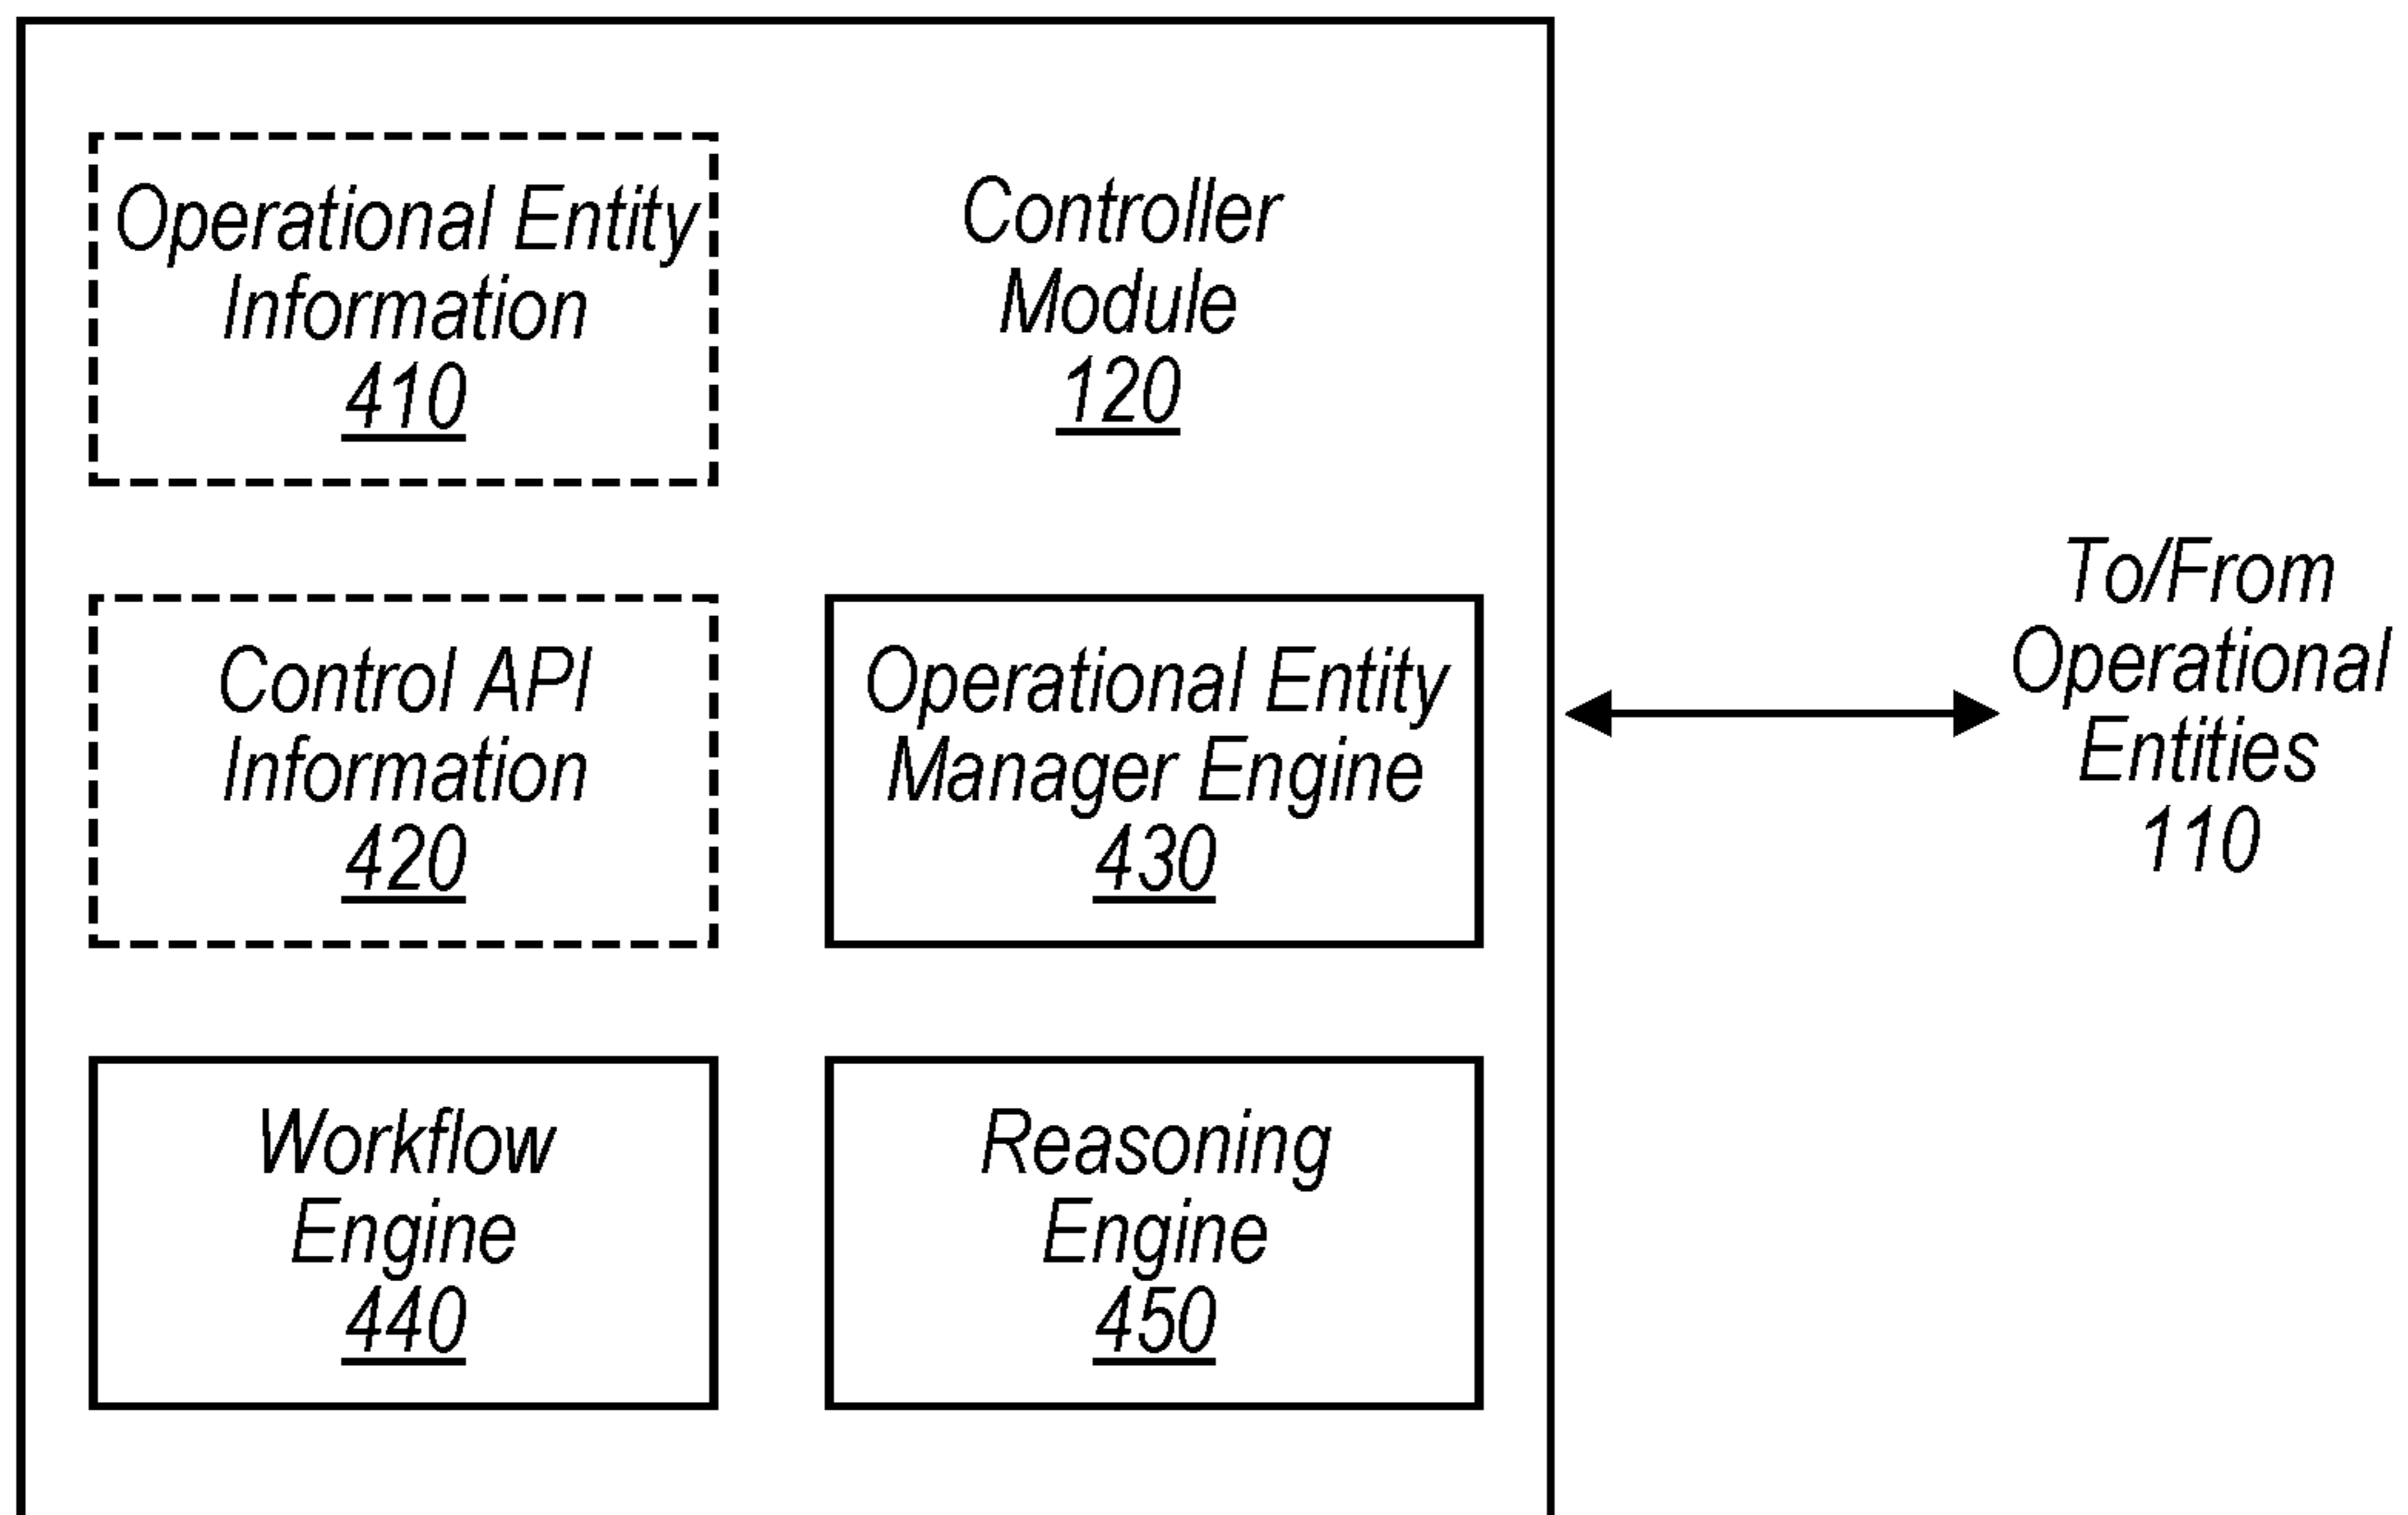 Operational Entity
Information
410
Controller
Module
120
Control API
Information
420
Operational Entity
Manager Engine
430
To/From
Operational
Entities
110
Workflow
Engine
440
Reasoning
Engine
450